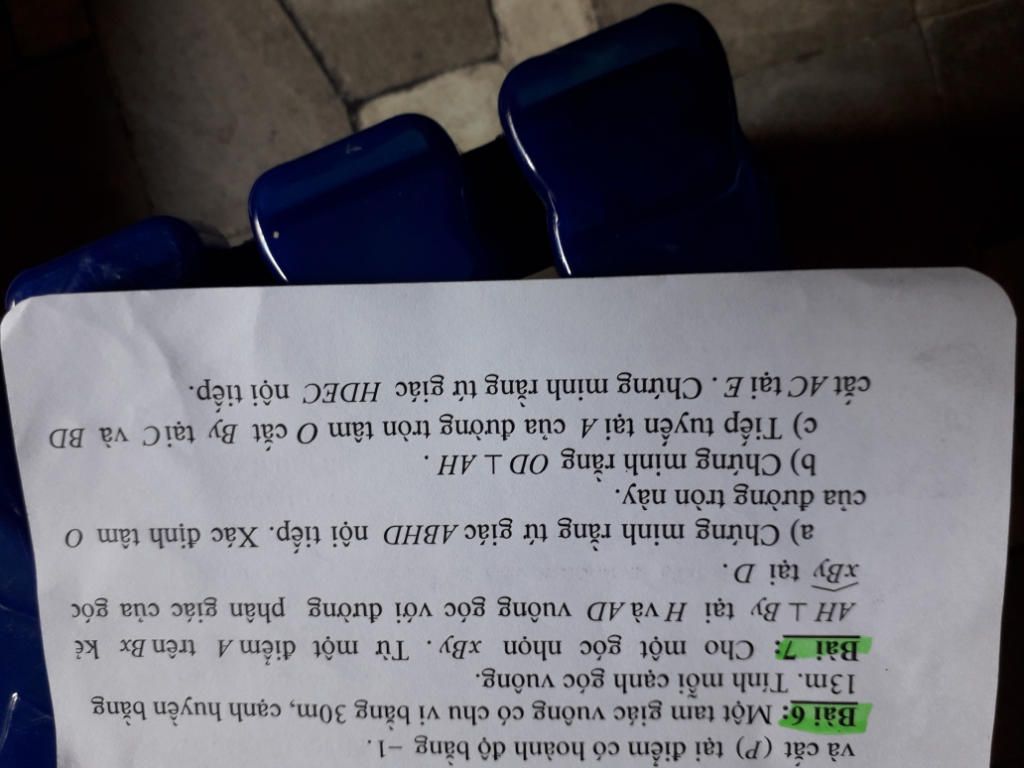 và cắt (P) tại điểm có hoành độ bằng −1.
Bài 6: Một tam giác vuông có chu vi bằng 30m, cạnh huyền bằng
13m. Tính mỗi cạnh góc vuông.
Bài 7: Cho một góc nhọn xBy. Từ một điểm A trên Bx kẻ
AH ⊥ By tại H và AD vuông góc với đường phân giác của góc
xBy tại D.
a) Chứng minh rằng tứ giác ABHD nội tiếp. Xác định tâm O
của đường tròn này.
b) Chứng minh rằng OD ⊥ AH.
c) Tiếp tuyến tại A của đường tròn tâm O cắt By tại C và BD
cắt AC tại E. Chứng minh rằng tứ giác HDEC nội tiếp.